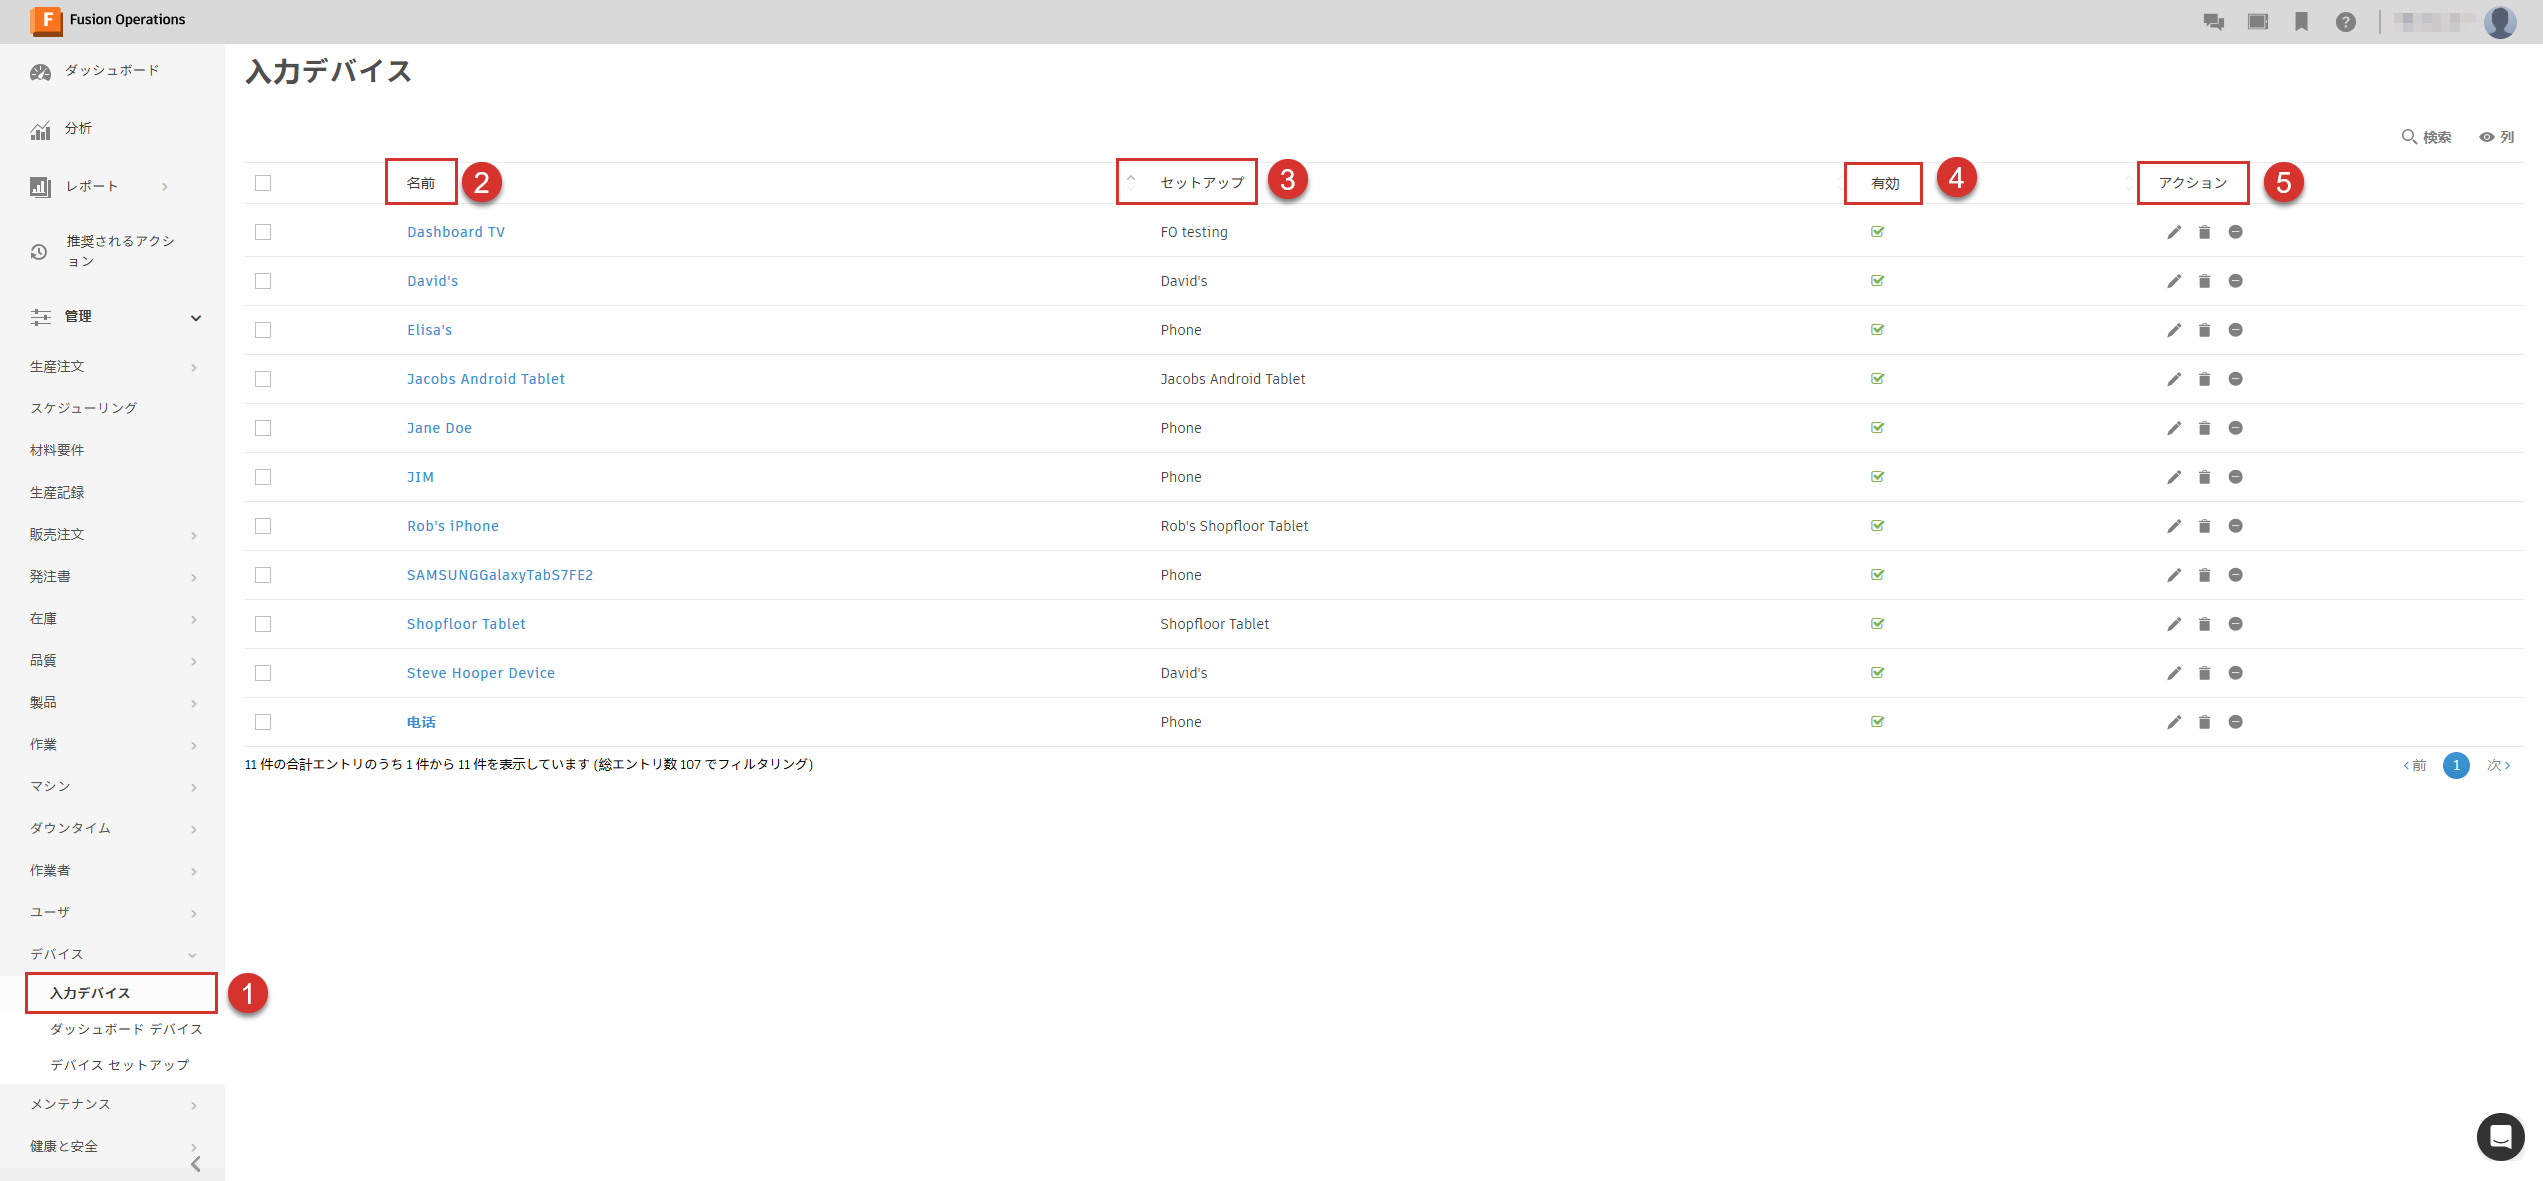 Fusion Operations
ダッシュボード
分析
レポート
推奨されるアクシ
ョン
管理
生産注文
スケジューリング
材料要件
生産記録
販売注文
発注書
在庫
品質
製品
作業
マシン
ダウンタイム
作業者
ユーザ
デバイス
入力デバイス
1
ダッシュボード デバイス
デバイス セットアップ
メンテナンス
健康と安全
入力デバイス
検索 列
名前 2 セットアップ 3 有効 4 アクション 5
Dashboard TV FO testing
David's David's
Elisa's Phone
Jacobs Android Tablet Jacobs Android Tablet
Jane Doe Phone
JIM Phone
Rob's iPhone Rob's Shopfloor Tablet
SAMSUNGGalaxyTabS7FE2 Phone
Shopfloor Tablet Shopfloor Tablet
Steve Hooper Device David's
电话 Phone
11 件の合計エントリのうち 1 件から 11 件を表示しています (総エントリ数 107 でフィルタリング)
前 1 次